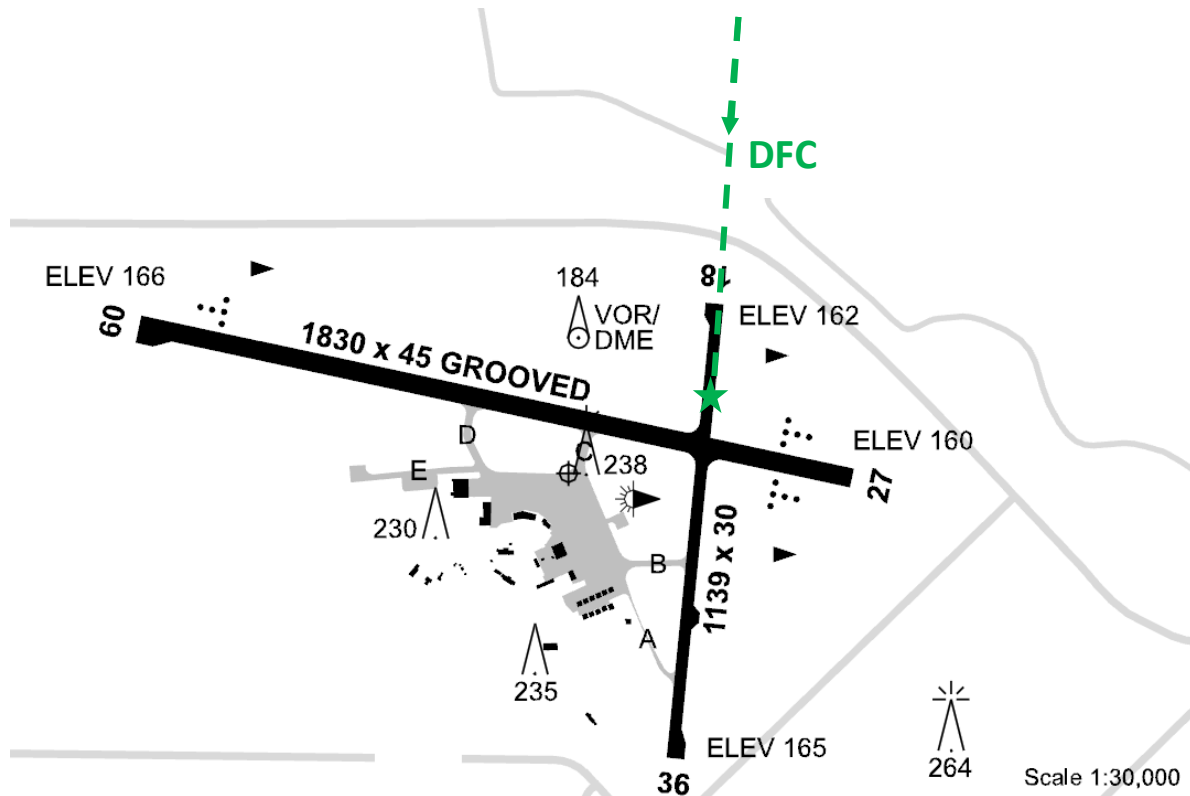 DFC
ELEV 166
184
18
09
VOR/
DME
ELEV 162
1830 x 45 GROOVED
D
C
ELEV 160
E
238
27
230
1139 x 30
B
A
235
ELEV 165
36
264
Scale 1:30,000